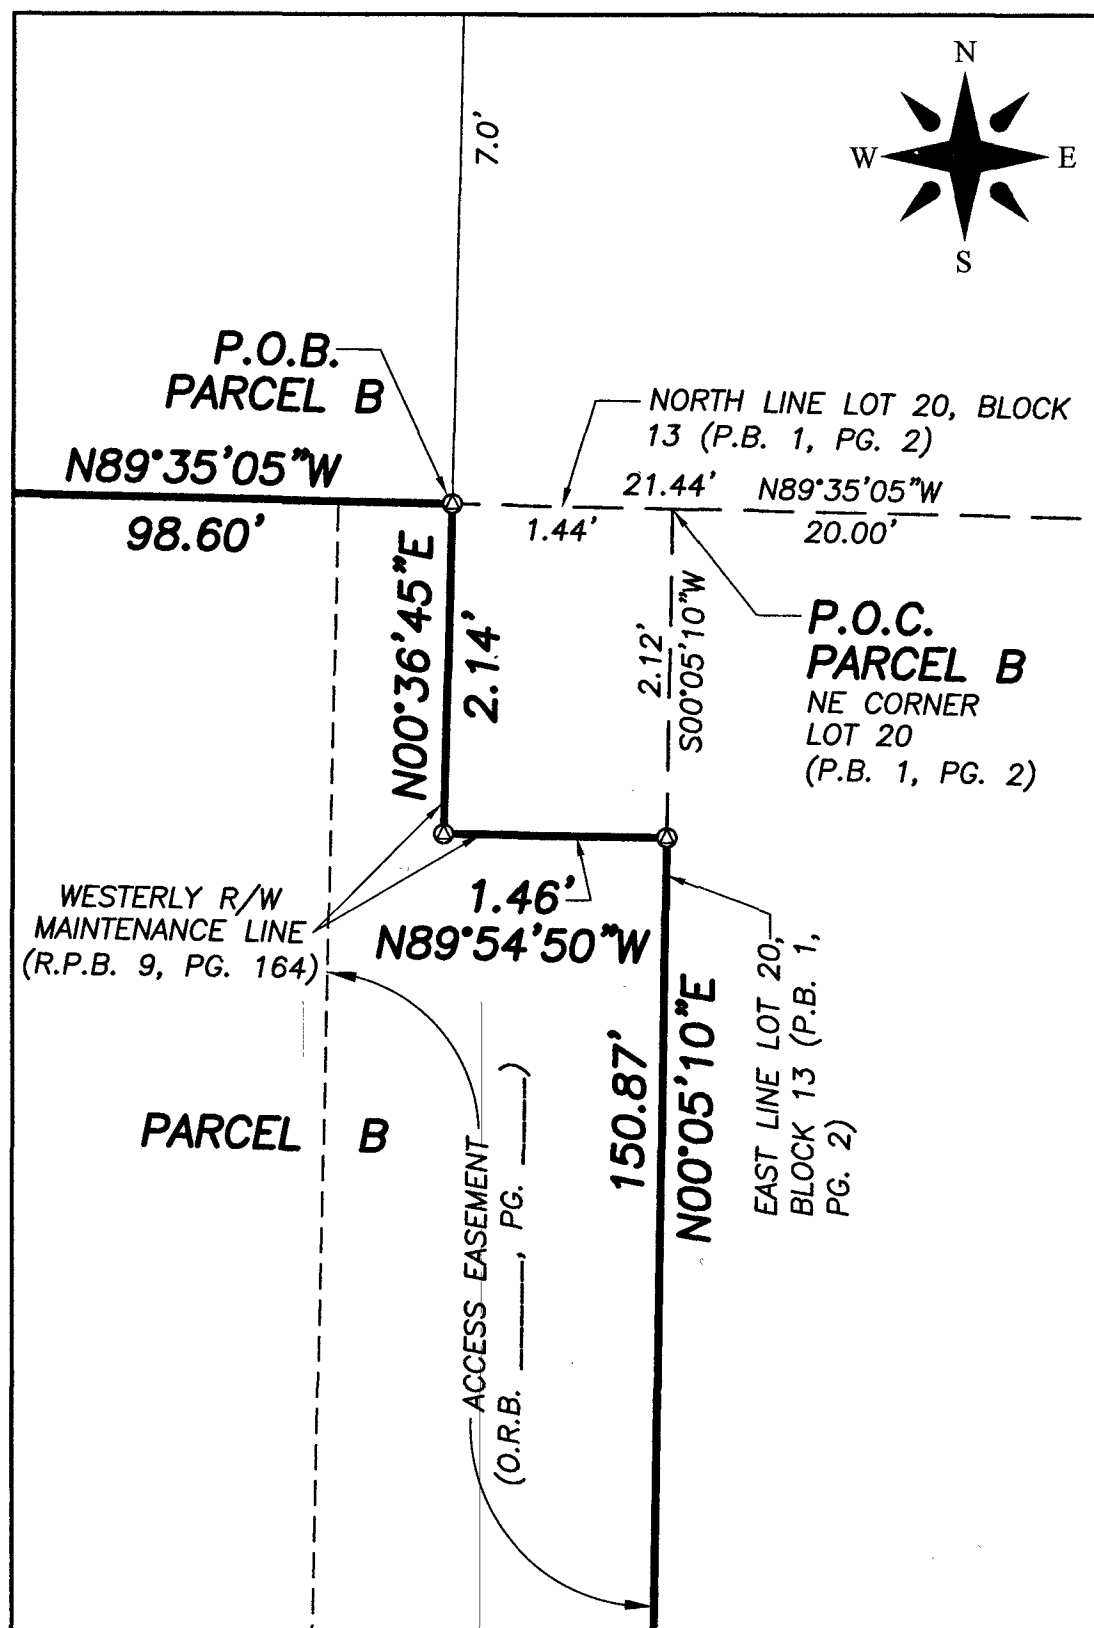 N
W E
S
7.0'
P.O.B.
PARCEL B
NORTH LINE LOT 20, BLOCK
13 (P.B. 1, PG. 2)
N89°35'05"W
98.60'
21.44' N89°35'05"W
1.44'
20.00'
N00°36'45"E
2.14'
2.12'
S00°05'10"W
P.O.C.
PARCEL B
NE CORNER
LOT 20
(P.B. 1, PG. 2)
WESTERLY R/W
MAINTENANCE LINE
(R.P.B. 9, PG. 164)
1.46'
N89°54'50"W
150.87'
N00°05'10"E
EAST LINE LOT 20,
BLOCK 13 (P.B. 1,
PG. 2)
PARCEL B
ACCESS EASEMENT
(O.R.B. _____, PG. _____)